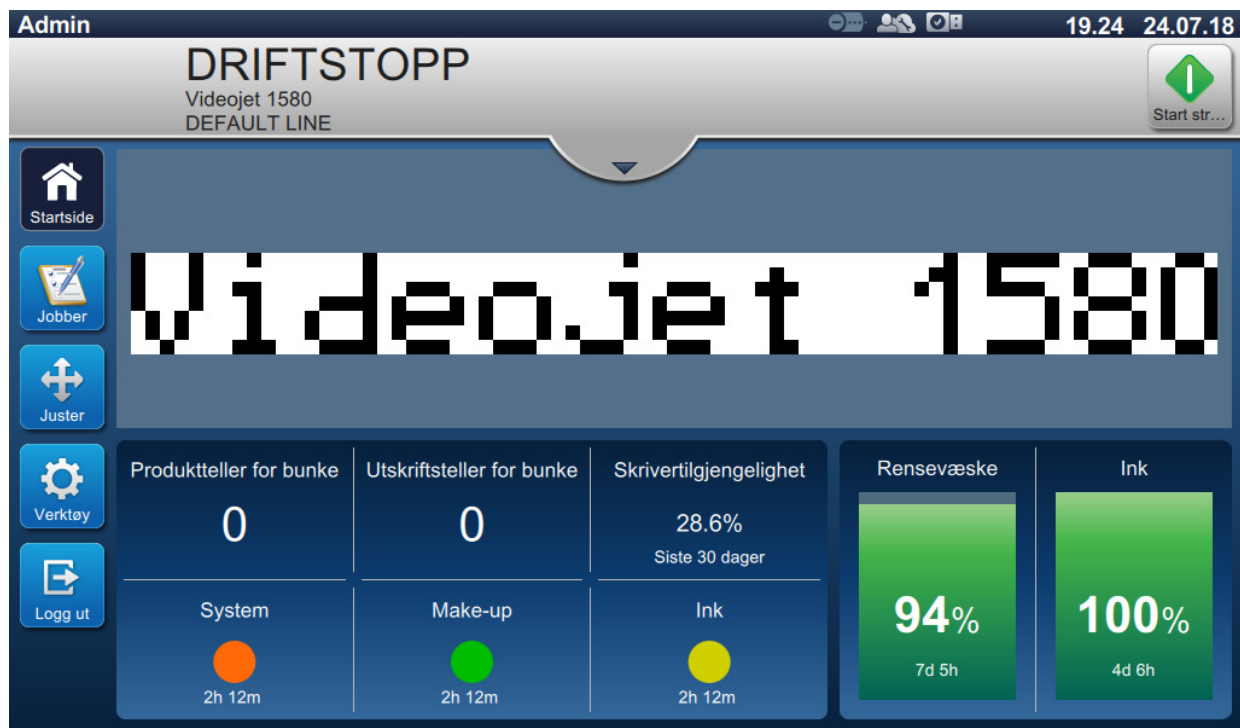 Admin 19.24 24.07.18
DRIFTSTOPP
Videojet 1580
DEFAULT LINE
Start str...
Startside
Jobber
Juster
Verktøy
Logg ut
Videojet 1580
Produktteller for bunke
0
Utskriftsteller for bunke
0
Skrivertilgjengelighet
28.6%
Siste 30 dager
System
2h 12m
Make-up
2h 12m
Ink
2h 12m
Rensevæske
94%
7d 5h
Ink
100%
4d 6h